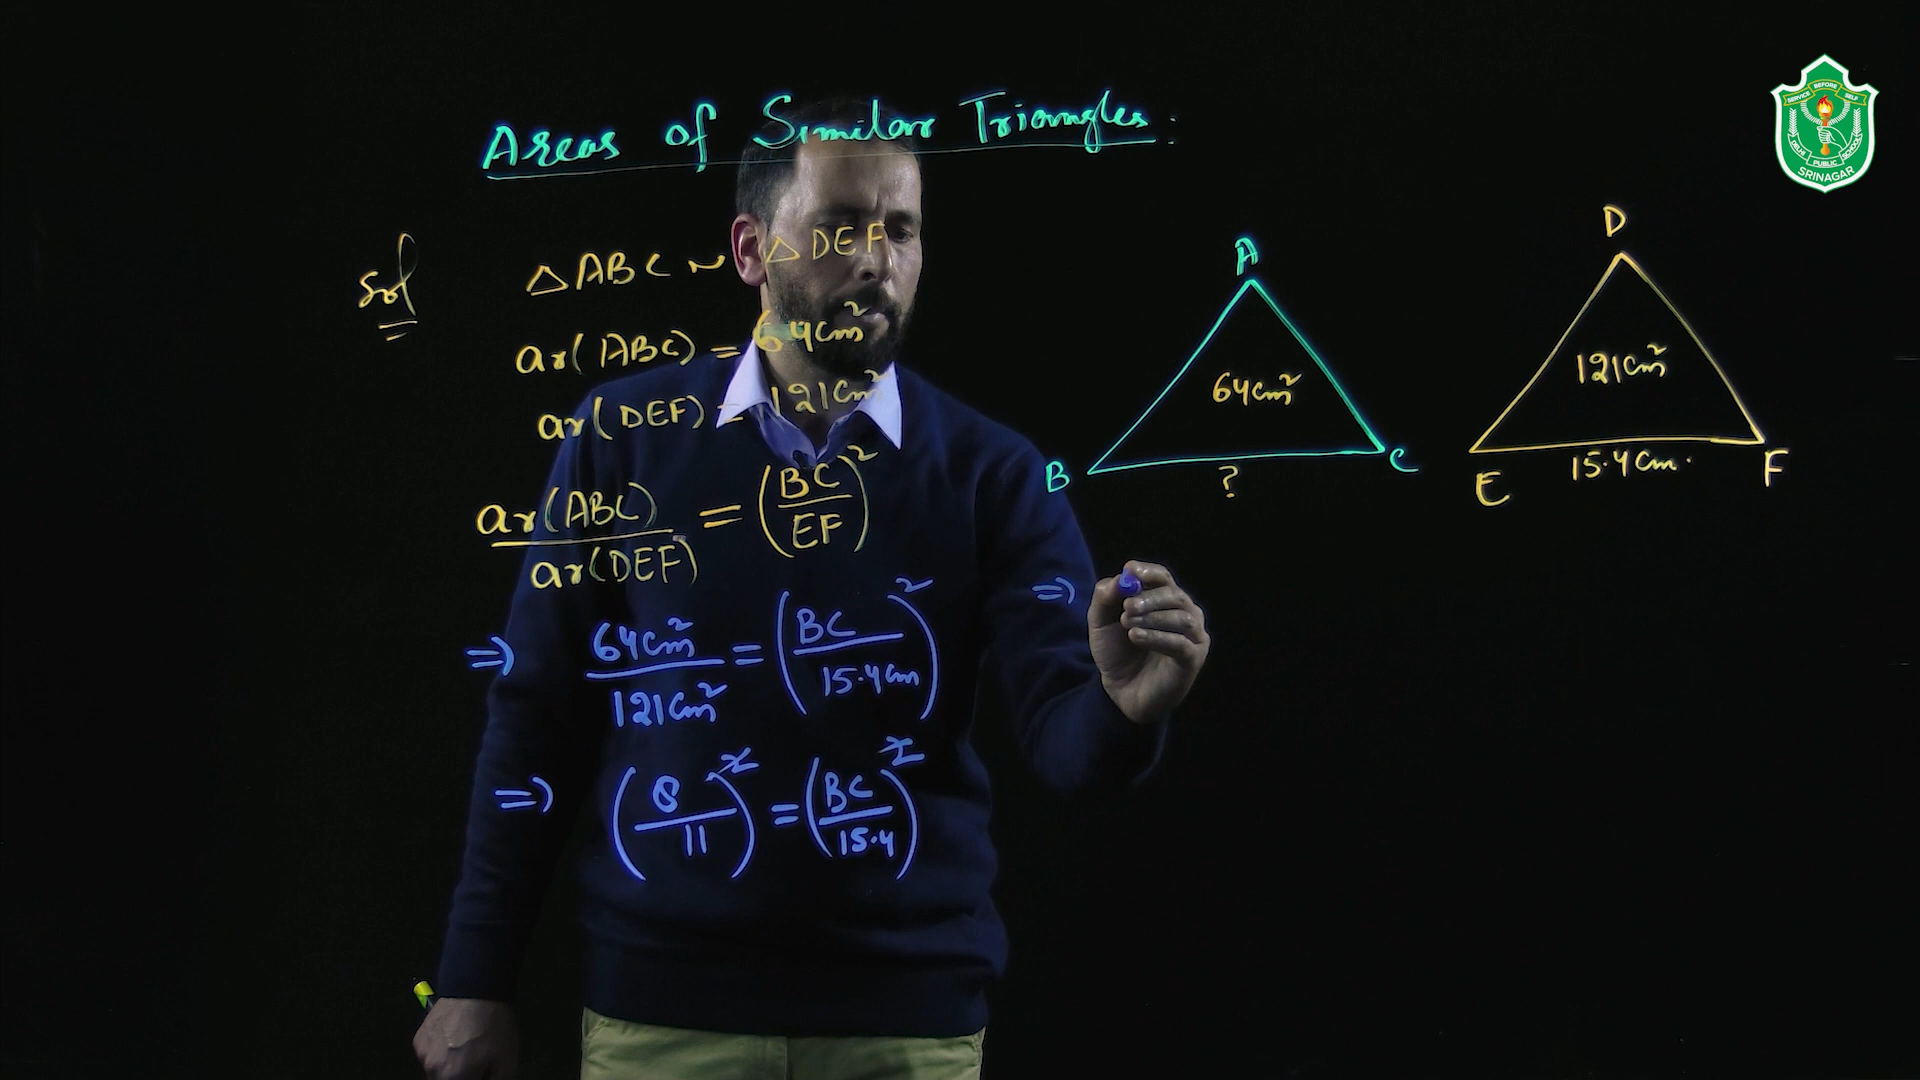 Areas of Similar Triangles:
Sol
△ABC ~ △DEF
ar(ABC) = 64cm²
ar(DEF) = 121cm²
ar(ABC)/ar(DEF) = (BC/EF)²
⇒ 64cm²/121cm² = (BC/15.4cm)²
⇒ (8/11)² = (BC/15.4)²
⇒
A
64cm²
B
?
C
D
121cm²
E
15.4cm.
F
SERVICE BEFORE SELF
DELHI PUBLIC SCHOOL
SRINAGAR